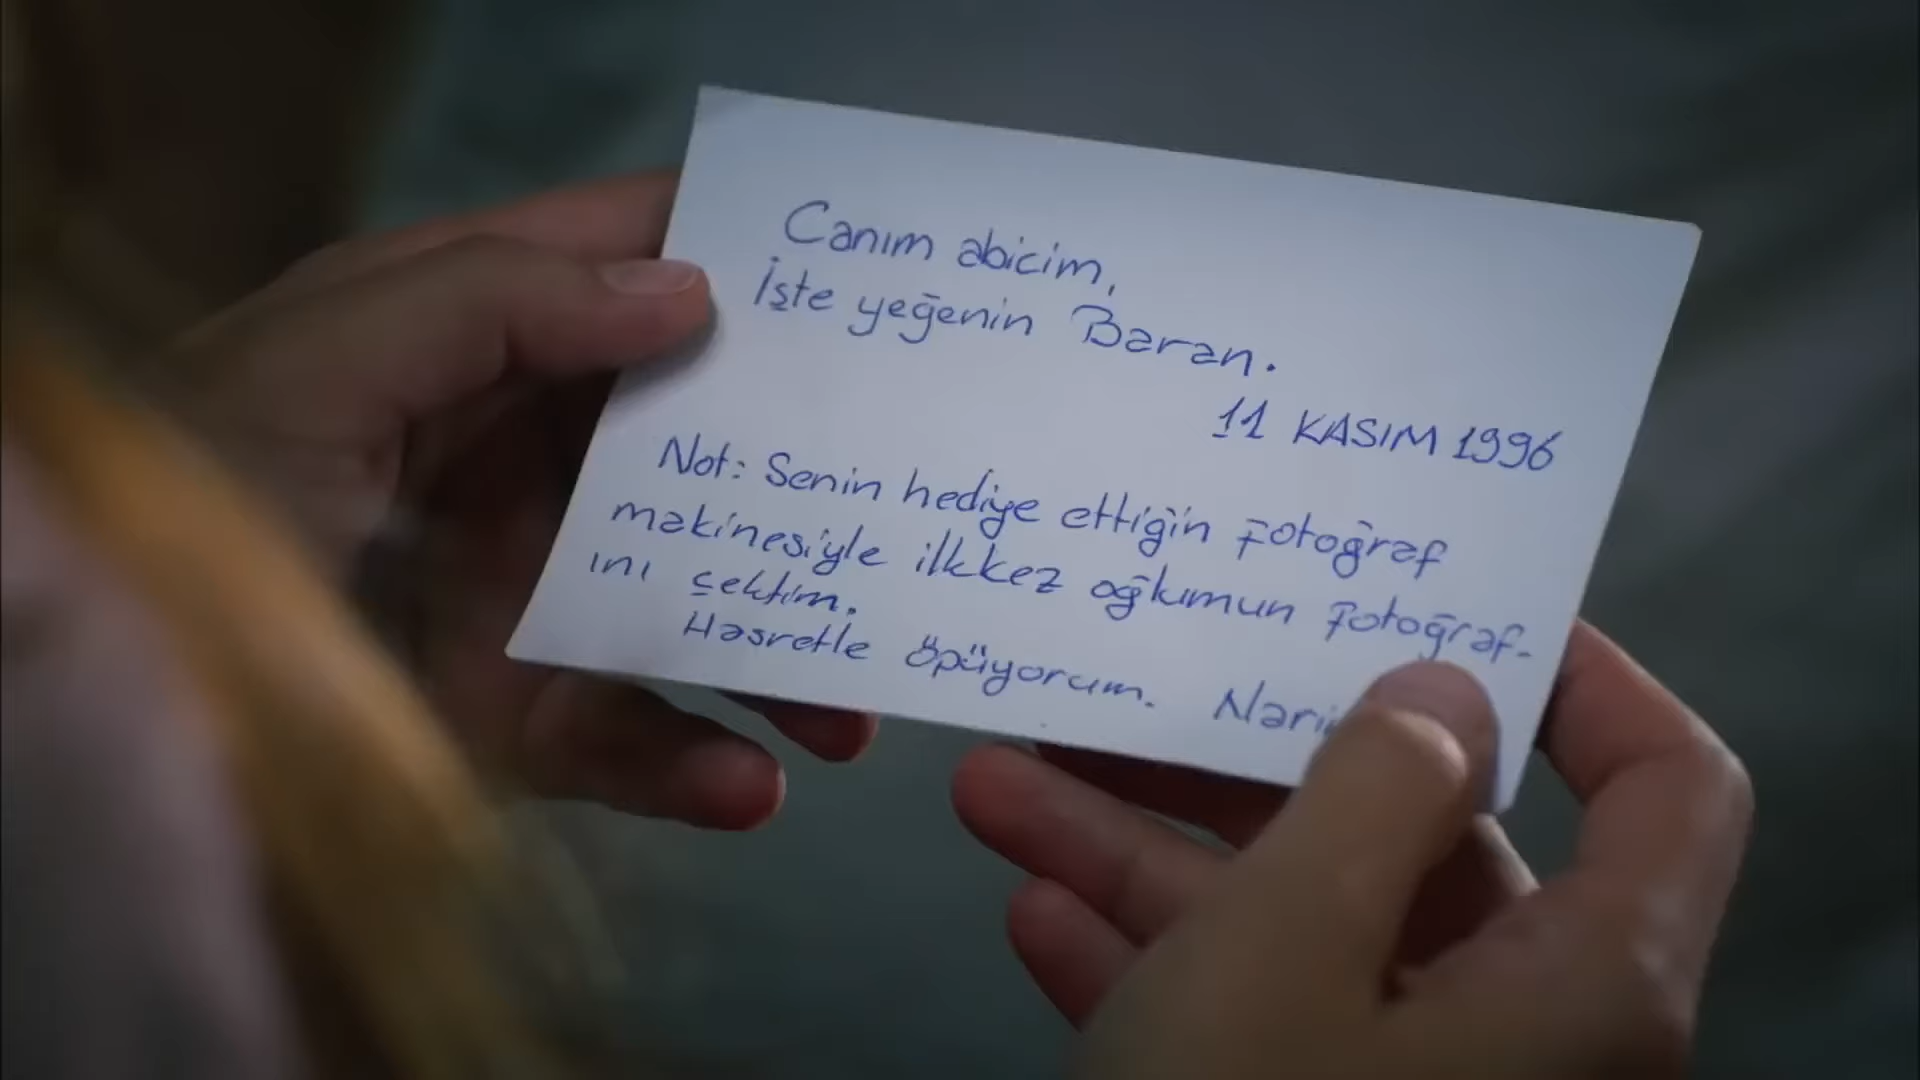 Canım abicim,
İşte yeğenin Baran.
11 KASIM 1996
Not: Senin hediye ettiğin fotoğraf
makinesiyle ilkkez oğlumun fotoğraf-
ını çektim.
Hasretle öpüyorum.